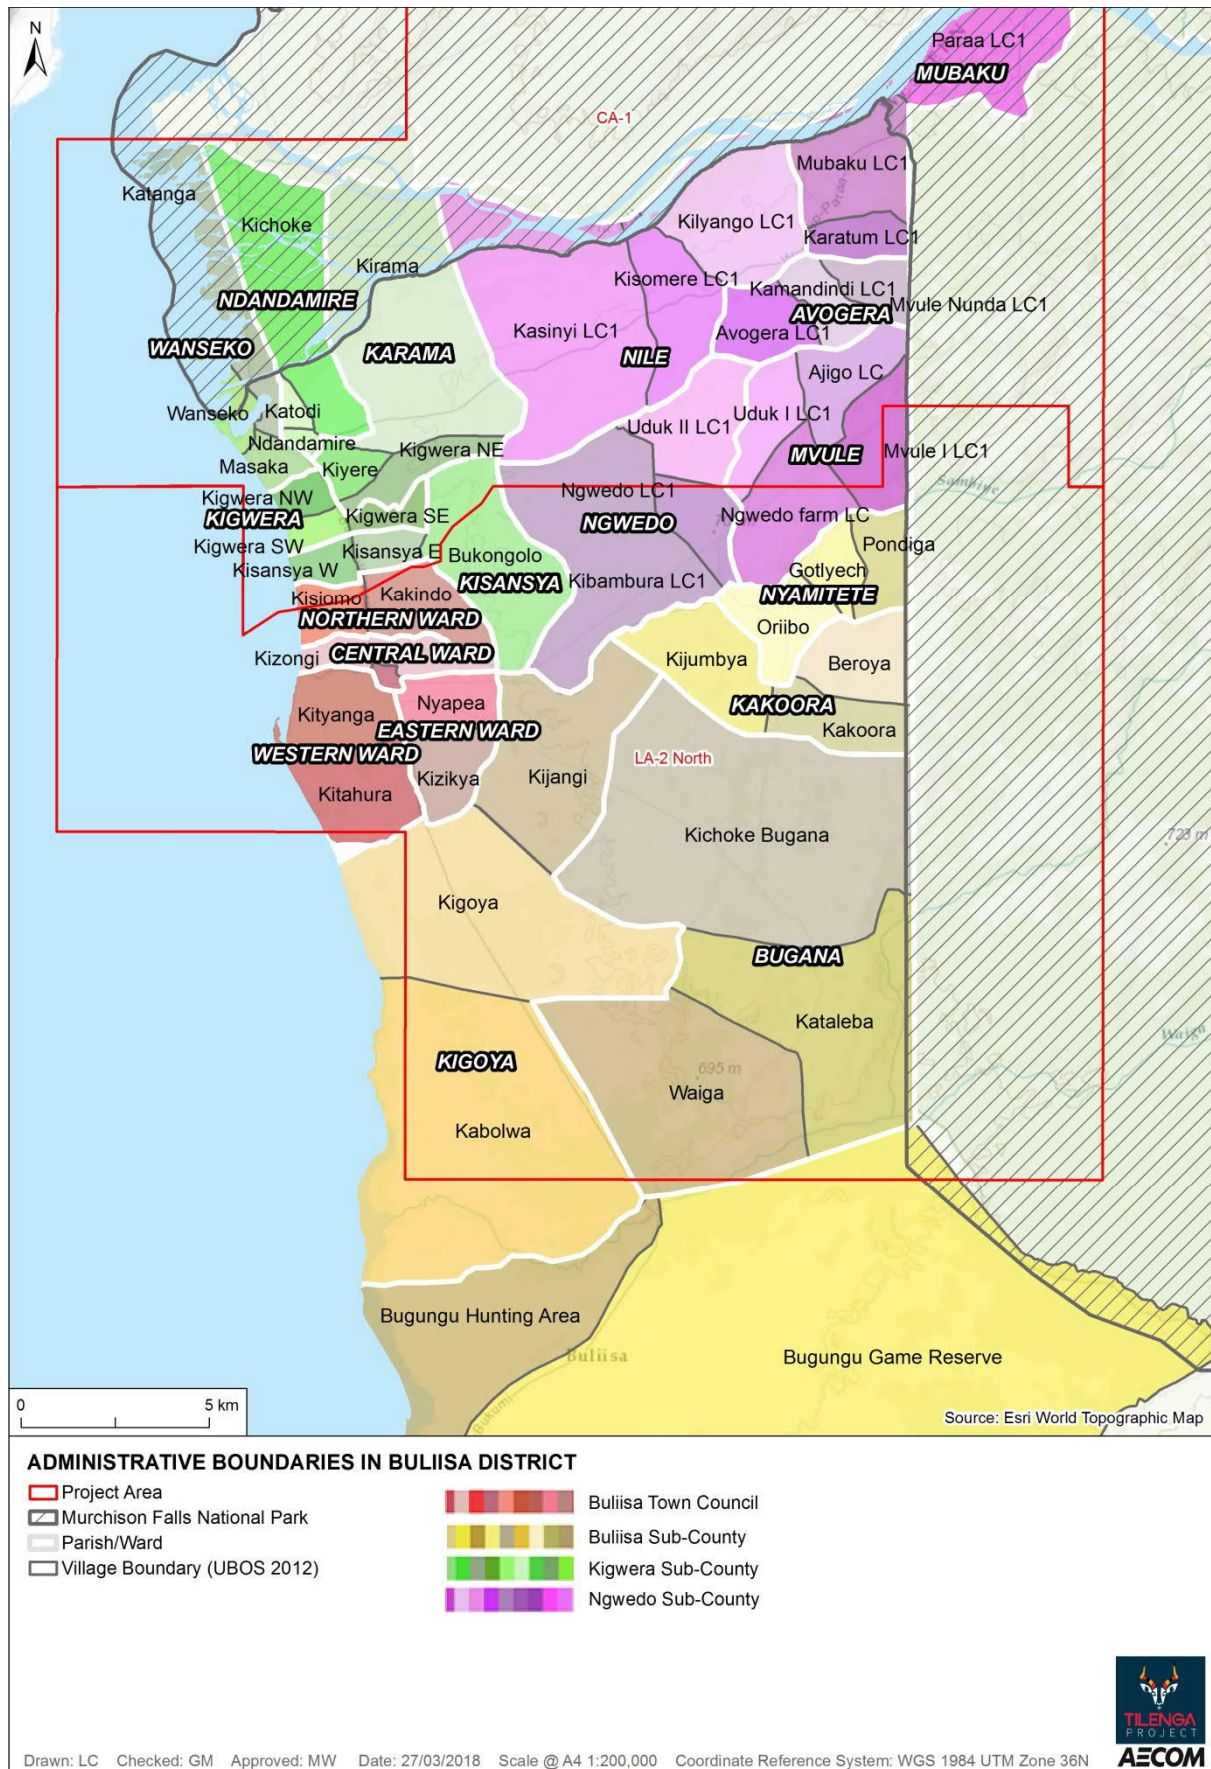 N
Paraa LC1
MUBAKU
CA-1
Mubaku LC1
Katanga
Kichoke
Kilyango LC1
Karatum LC1
Kirama
Kisomere LC1
Kamandindi LC1
NDANDAMIRE
Mvule Nunda LC1
AVOGERA
Kasinyi LC1
Avogera LC1
WANSEKO
KARAMA
NILE
Ajigo LC
Wanseko
Katodi
Uduk I LC1
Uduk II LC1
Ndandamire
Kigwera NE
MVULE
Mvule I LC1
Masaka
Kiyere
Sambiye
Kigwera NW
Ngwedo LC1
KIGWERA
Kigwera SE
NGWEDO
Ngwedo farm LC
Kigwera SW
Kisansya E
Bukongolo
Pondiga
Kisansya W
KISANSYA
Kibambura LC1
Gotlyech
Kisiomo
Kakindo
NYAMITETE
NORTHERN WARD
Oriibo
Kizongi
CENTRAL WARD
Kijumbya
Beroya
Nyapea
KAKOORA
Kityanga
EASTERN WARD
Kakoora
WESTERN WARD
LA-2 North
Kizikya
Kijangi
Kitahura
Kichoke Bugana
723 m
Kigoya
BUGANA
Kataleba
Waiga
KIGOYA
695 m
Waiga
Kabolwa
Bugungu Hunting Area
Buliisa
Bugungu Game Reserve
Bukumi
0 5 km
Source: Esri World Topographic Map
ADMINISTRATIVE BOUNDARIES IN BULIISA DISTRICT
Project Area
Murchison Falls National Park
Parish/Ward
Village Boundary (UBOS 2012)
Buliisa Town Council
Buliisa Sub-County
Kigwera Sub-County
Ngwedo Sub-County
TILENGA
PROJECT
AECOM
Drawn: LC Checked: GM Approved: MW Date: 27/03/2018 Scale @ A4 1:200,000 Coordinate Reference System: WGS 1984 UTM Zone 36N